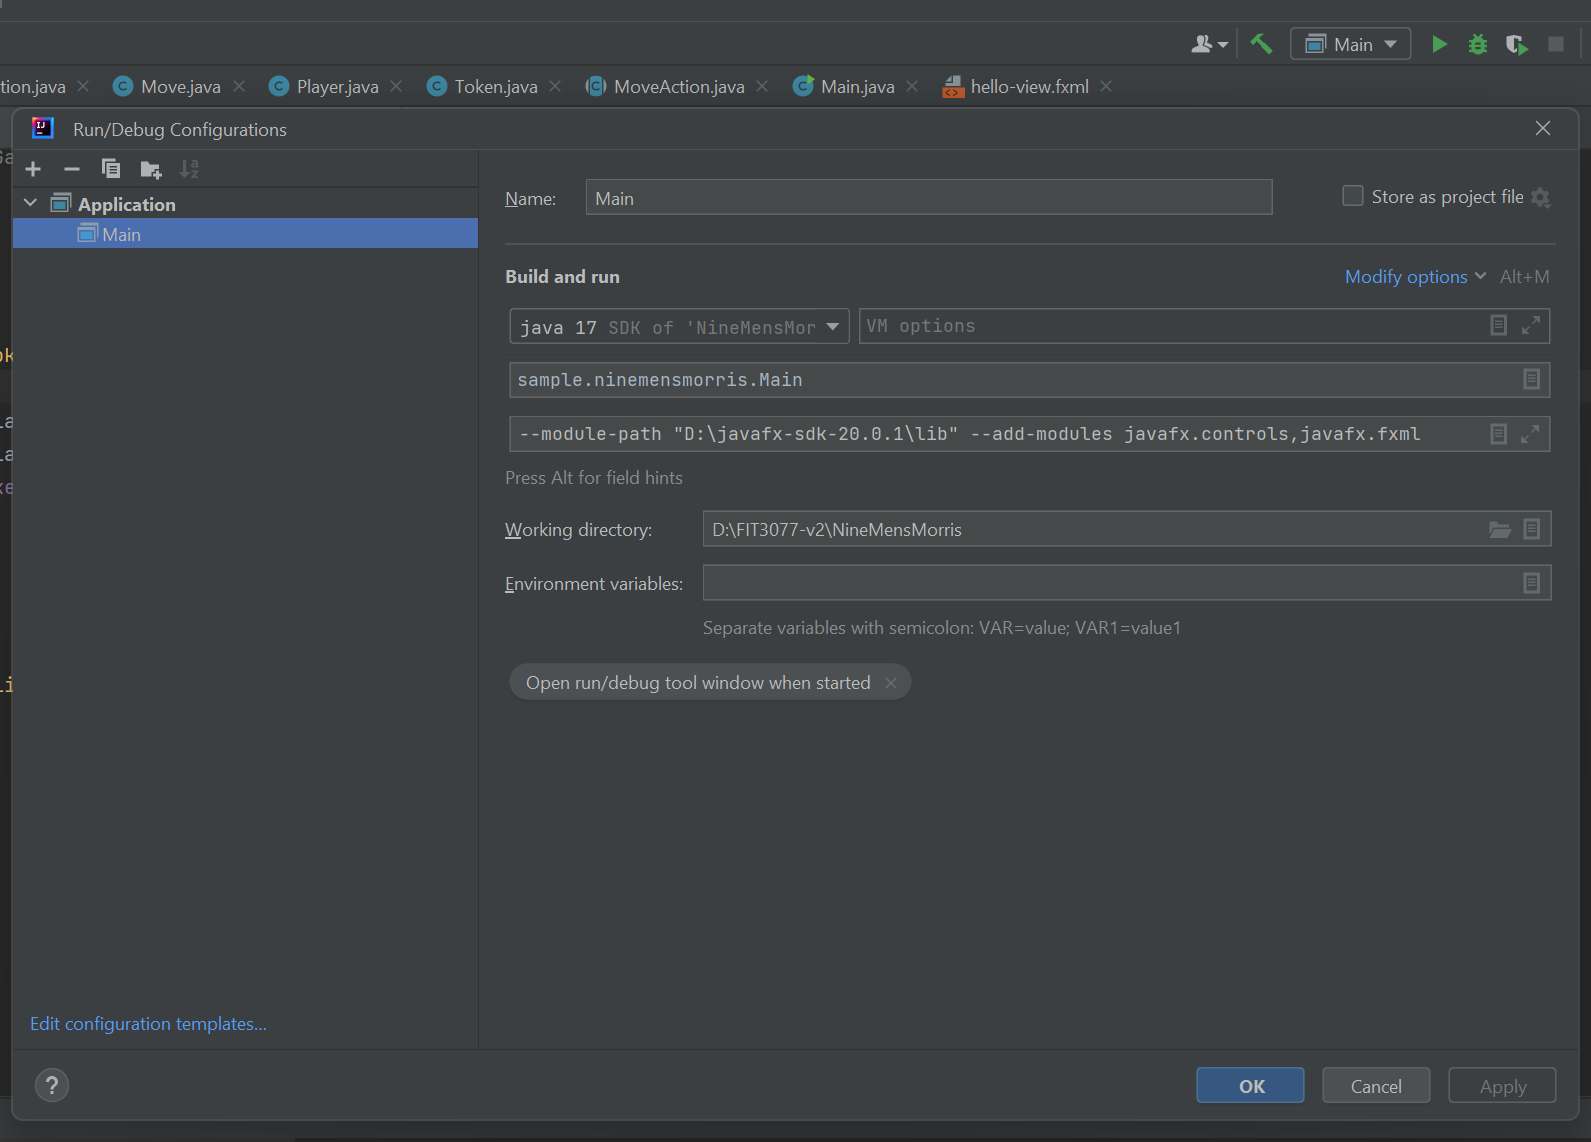 Main
tion.java
Move.java
Player.java
Token.java
MoveAction.java
Main.java
hello-view.fxml
Run/Debug Configurations
Application
Main
Name:
Main
Store as project file
Build and run
Modify options
Alt+M
java 17 SDK of 'NineMensMor
VM options
sample.ninemensmorris.Main
--module-path "D:\javafx-sdk-20.0.1\lib" --add-modules javafx.controls,javafx.fxml
Press Alt for field hints
Working directory:
D:\FIT3077-v2\NineMensMorris
Environment variables:
Separate variables with semicolon: VAR=value; VAR1=value1
Open run/debug tool window when started
Edit configuration templates...
?
OK
Cancel
Apply